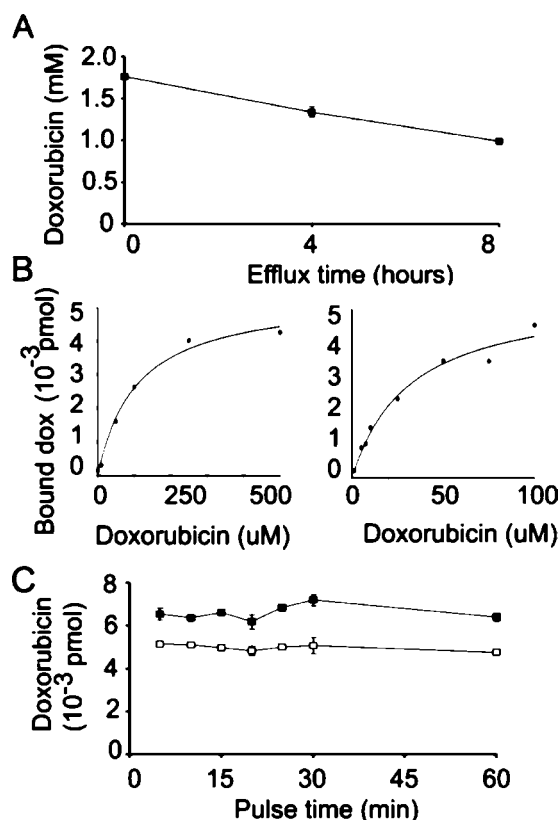 A
Doxorubicin (mM)
2.0
1.5
1.0
0.5
0
0 4 8
Efflux time (hours)
B
Bound dox (10⁻³pmol)
5
4
3
2
1
0
250 500
Doxorubicin (uM)
5
4
3
2
1
0
0 50 100
Doxorubicin (uM)
C
Doxorubicin
(10⁻³ pmol)
8
6
4
2
0
0 15 30 45 60
Pulse time (min)